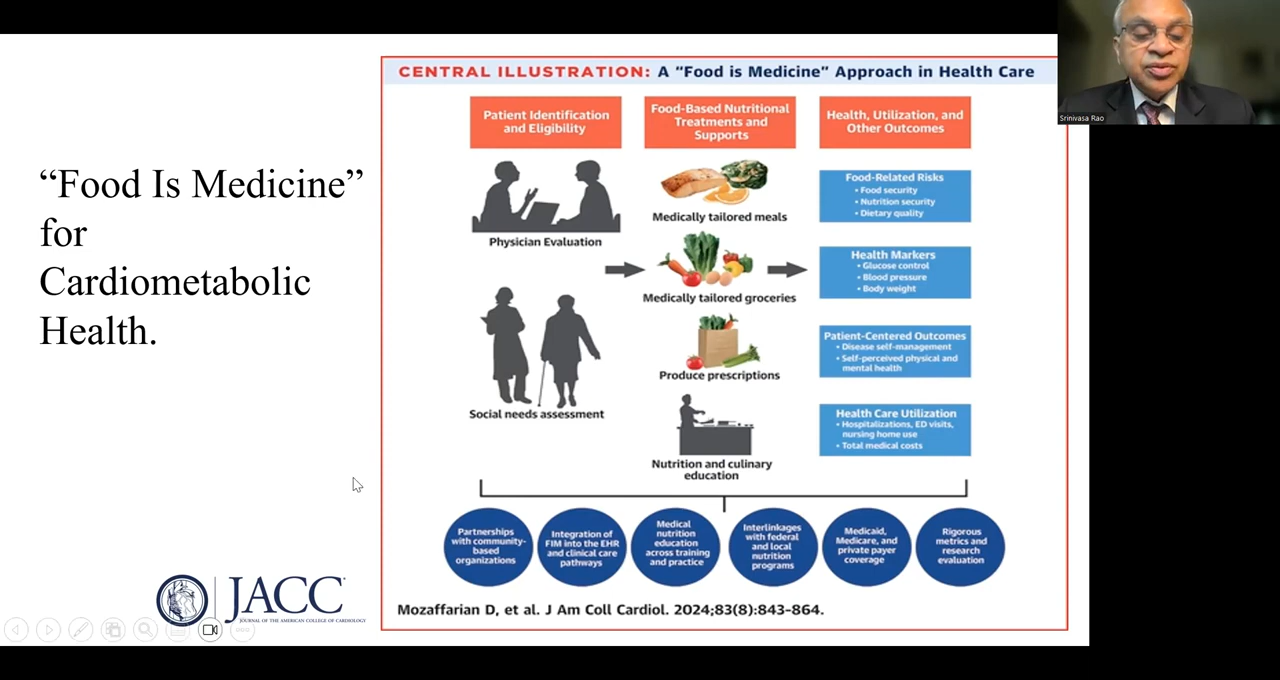 “Food Is Medicine”
for
Cardiometabolic
Health.
CENTRAL ILLUSTRATION: A “Food is Medicine” Approach in Health Care
Patient Identification
and Eligibility
Physician Evaluation
Social needs assessment
Food-Based Nutritional
Treatments and
Supports
Medically tailored meals
Medically tailored groceries
Produce prescriptions
Nutrition and culinary
education
Health, Utilization, and
Other Outcomes
Food-Related Risks
• Food security
• Nutrition security
• Dietary quality
Health Markers
• Glucose control
• Blood pressure
• Body weight
Patient-Centered Outcomes
• Disease self-management
• Self-perceived physical and
mental health
Health Care Utilization
• Hospitalizations, ED visits,
nursing home use
• Total medical costs
Partnerships
with community-
based
organizations
Integration of
FIM into the EHR
and clinical care
pathways
Medical
nutrition
education
across training
and practice
Interlinkages
with federal
and local
nutrition
programs
Medicaid,
Medicare, and
private payer
coverage
Rigorous
metrics and
research
evaluation
Mozaffarian D, et al. J Am Coll Cardiol. 2024;83(8):843–864.
JACC
JOURNAL OF THE AMERICAN COLLEGE OF CARDIOLOGY
Srinivasa Rao